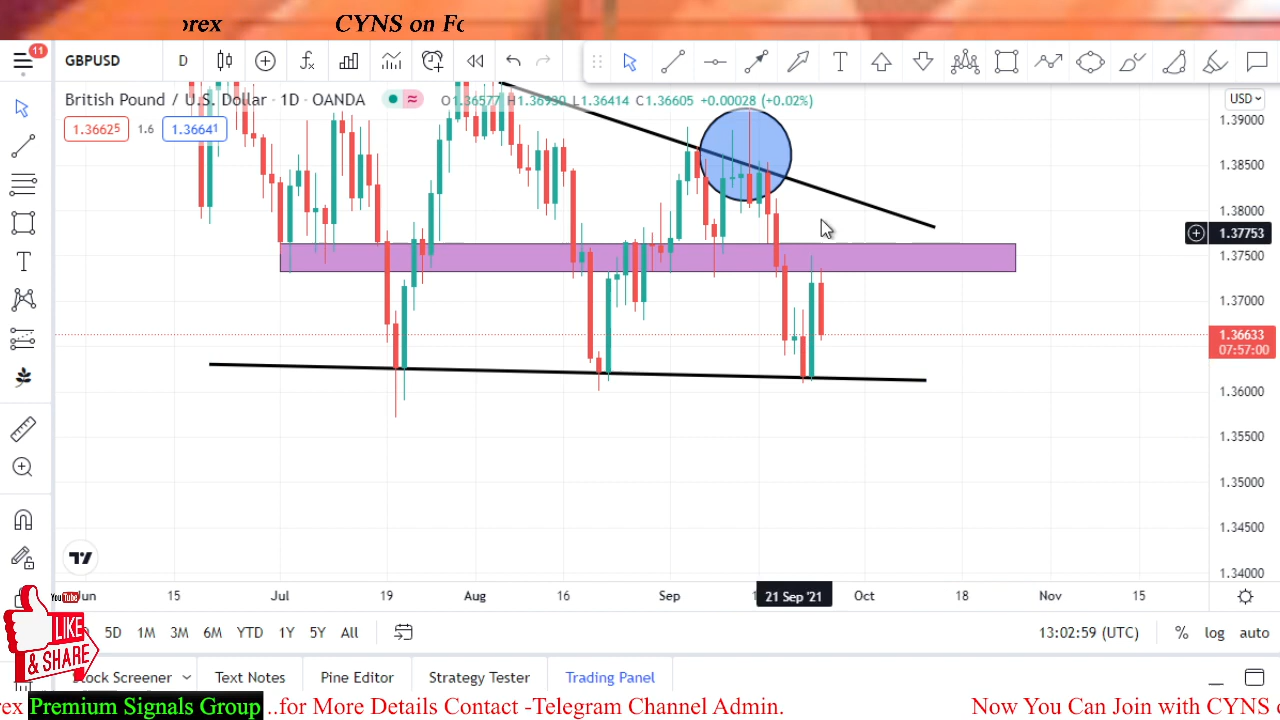 orex CYNS on Fo
11 GBPUSD D
British Pound / U.S. Dollar · 1D · OANDA O1.36577 H1.36930 L1.36414 C1.36605 +0.00028 (+0.02%)
USD
1.36625 1.6 1.36641
1.39000
1.38500
1.38000
1.37753
1.37500
1.37000
1.36633
07:57:00
1.36000
1.35500
1.35000
1.34500
1.34000
Jun 15 Jul 19 Aug 16 Sep 21 Sep '21 Oct 18 Nov 15
YouTube
LIKE
& SHARE
5D 1M 3M 6M YTD 1Y 5Y All 13:02:59 (UTC) % log auto
tock Screener Text Notes Pine Editor Strategy Tester Trading Panel
rex Premium Signals Group ..for More Details Contact -Telegram Channel Admin. Now You Can Join with CYNS